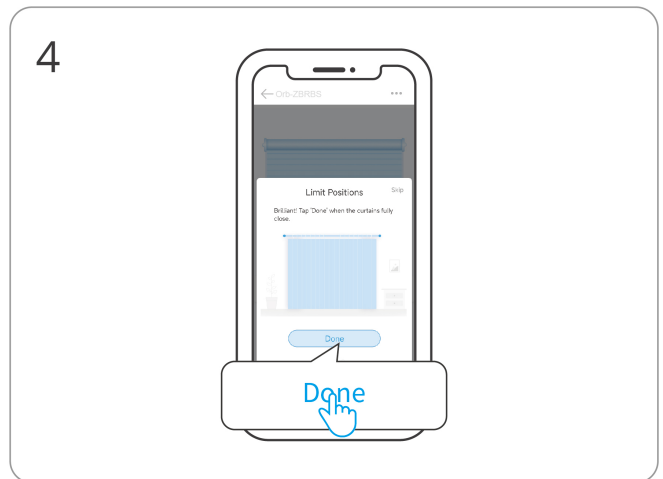 4
Orb-ZBRBS
Limit Positions
Skip
Brilliant! Tap 'Done' when the curtains fully
close.
Done
Done